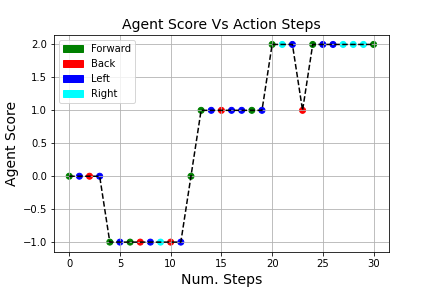 Agent Score Vs Action Steps
Forward
Back
Left
Right
2.0
1.5
1.0
0.5
0.0
−0.5
−1.0
Agent Score
0 5 10 15 20 25 30
Num. Steps